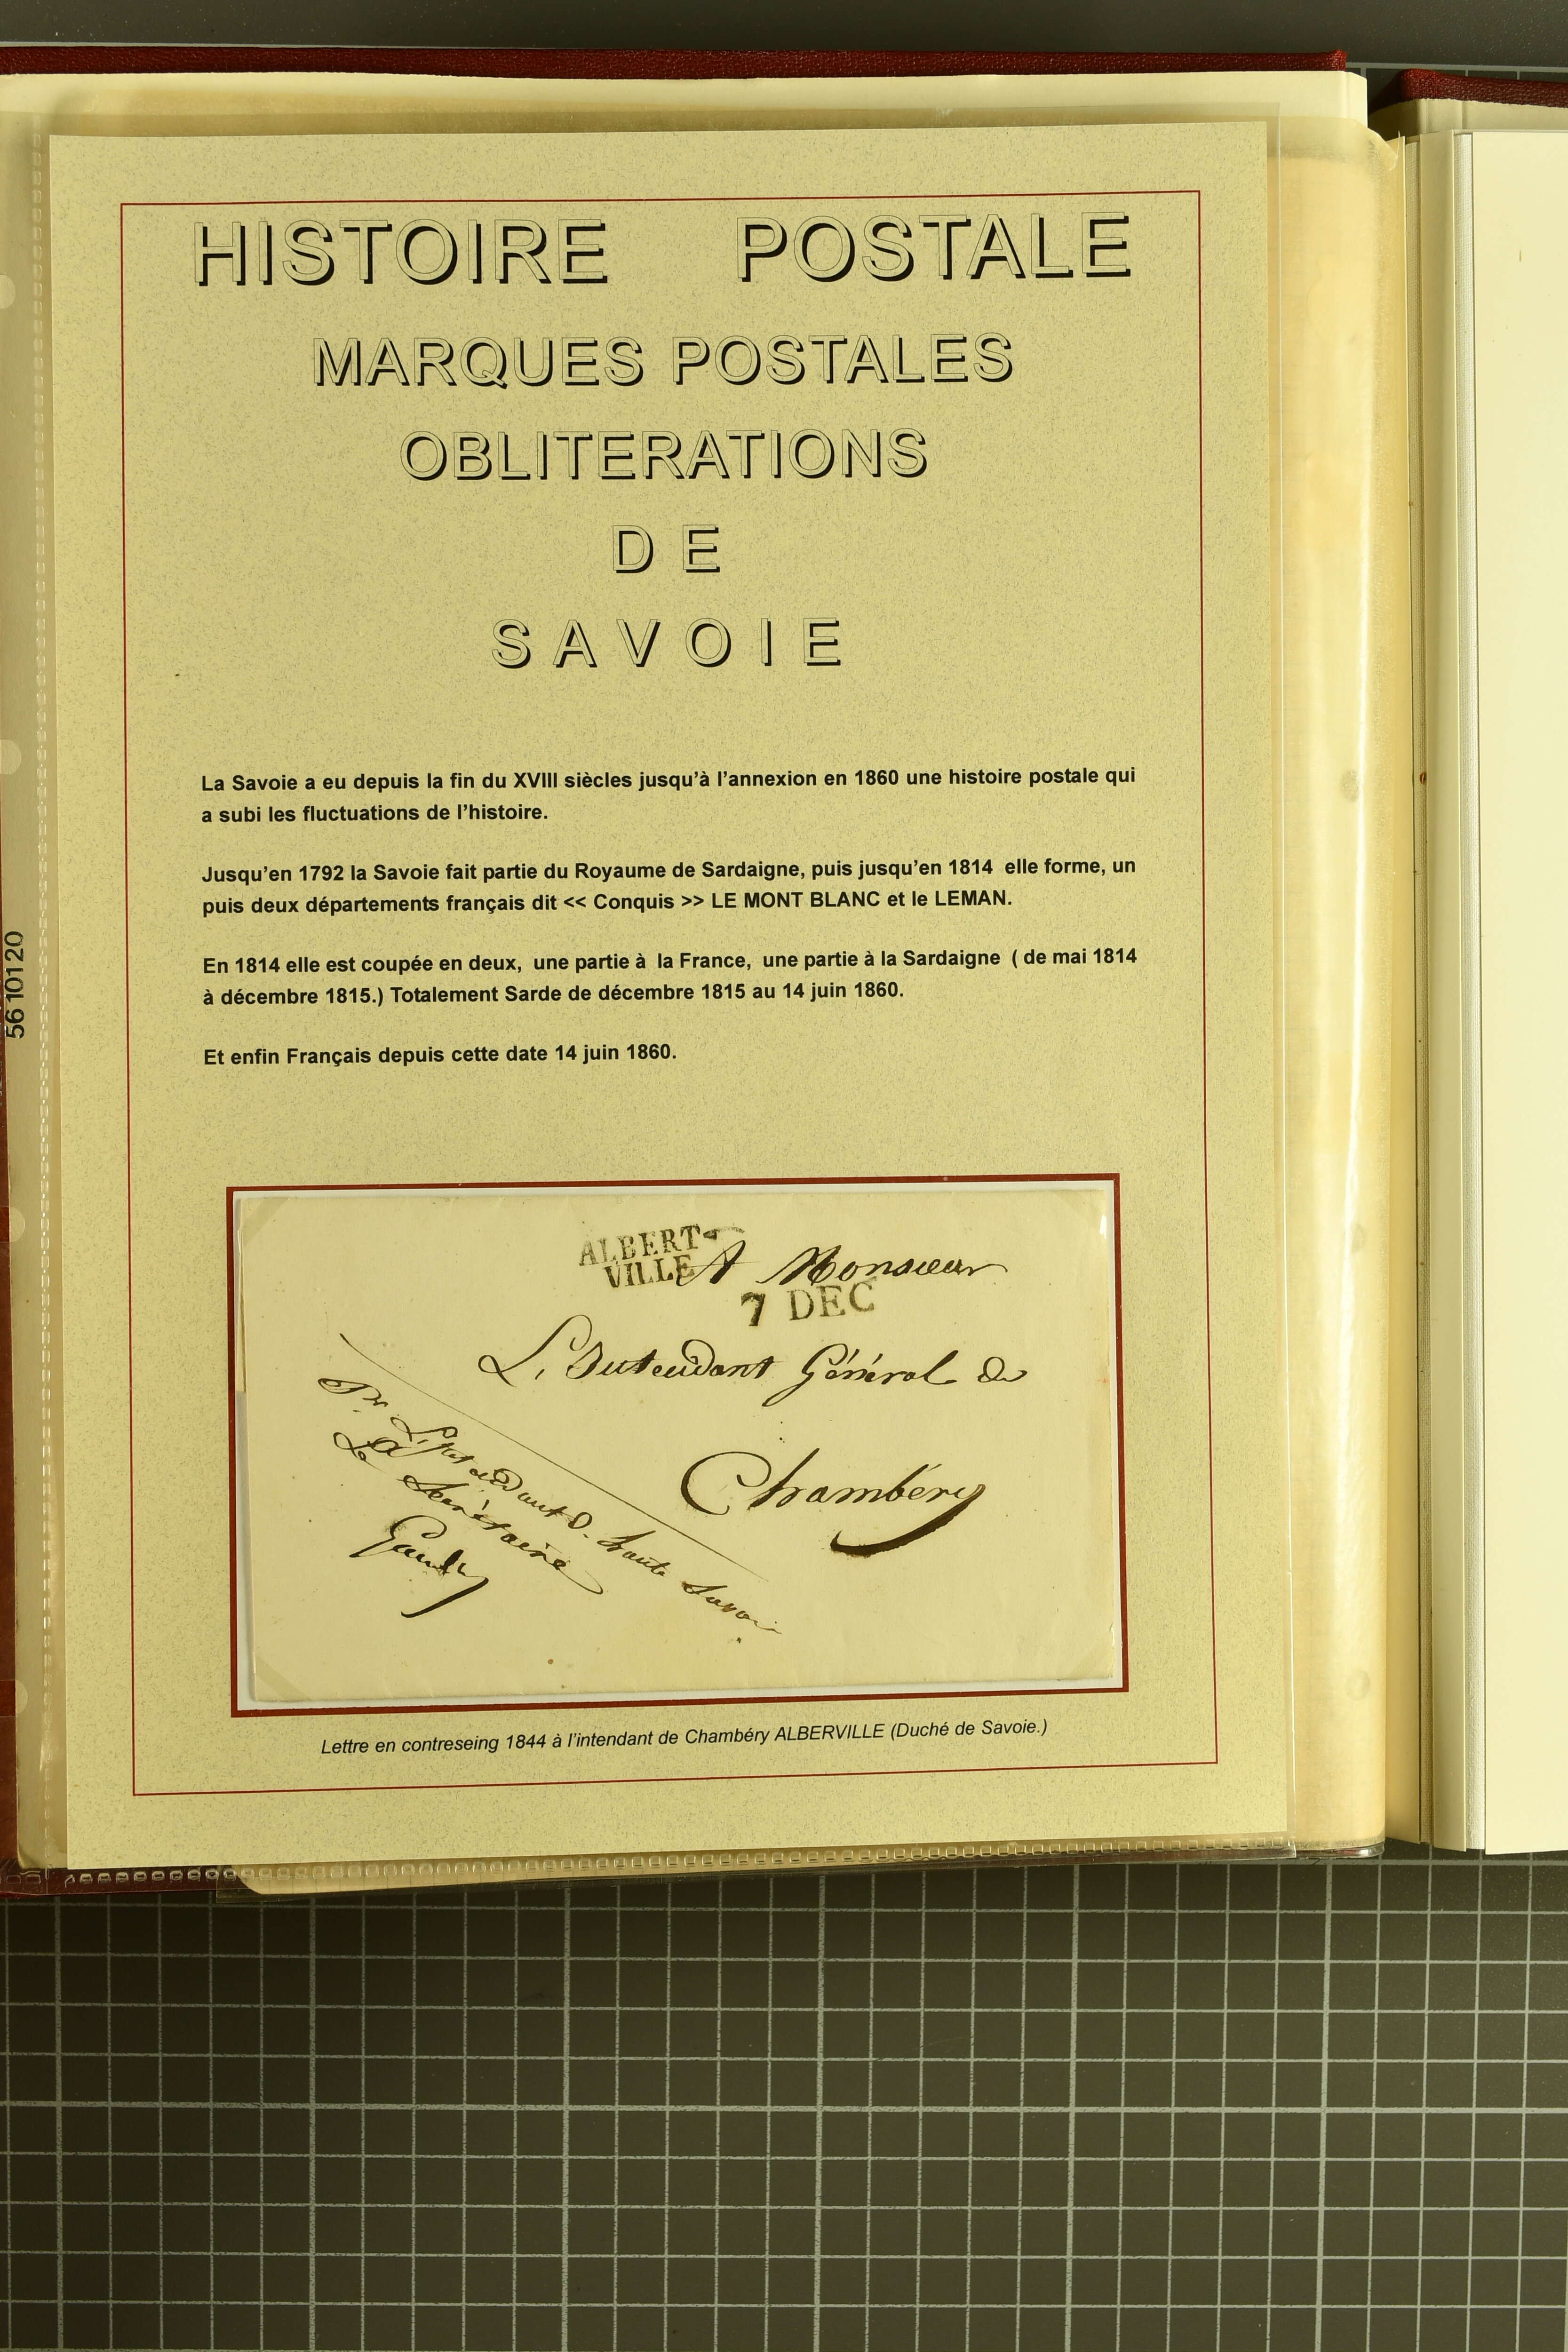 HISTOIRE POSTALE
MARQUES POSTALES
OBLITERATIONS
D E
S A V O I E
La Savoie a eu depuis la fin du XVIII siècles jusqu'à l'annexion en 1860 une histoire postale qui
a subi les fluctuations de l'histoire.
Jusqu'en 1792 la Savoie fait partie du Royaume de Sardaigne, puis jusqu'en 1814 elle forme, un
puis deux départements français dit << Conquis >> LE MONT BLANC et le LEMAN.
En 1814 elle est coupée en deux, une partie à la France, une partie à la Sardaigne ( de mai 1814
à décembre 1815.) Totalement Sarde de décembre 1815 au 14 juin 1860.
Et enfin Français depuis cette date 14 juin 1860.
5610120
ALBERT-
VILLE
A Monsieur
7 DEC
L'Intendant Général de
Chambéry
Pr L'Intendant D. haute Savoie
Le Secrétaire
Lettre en contreseing 1844 à l'intendant de Chambéry ALBERVILLE (Duché de Savoie.)